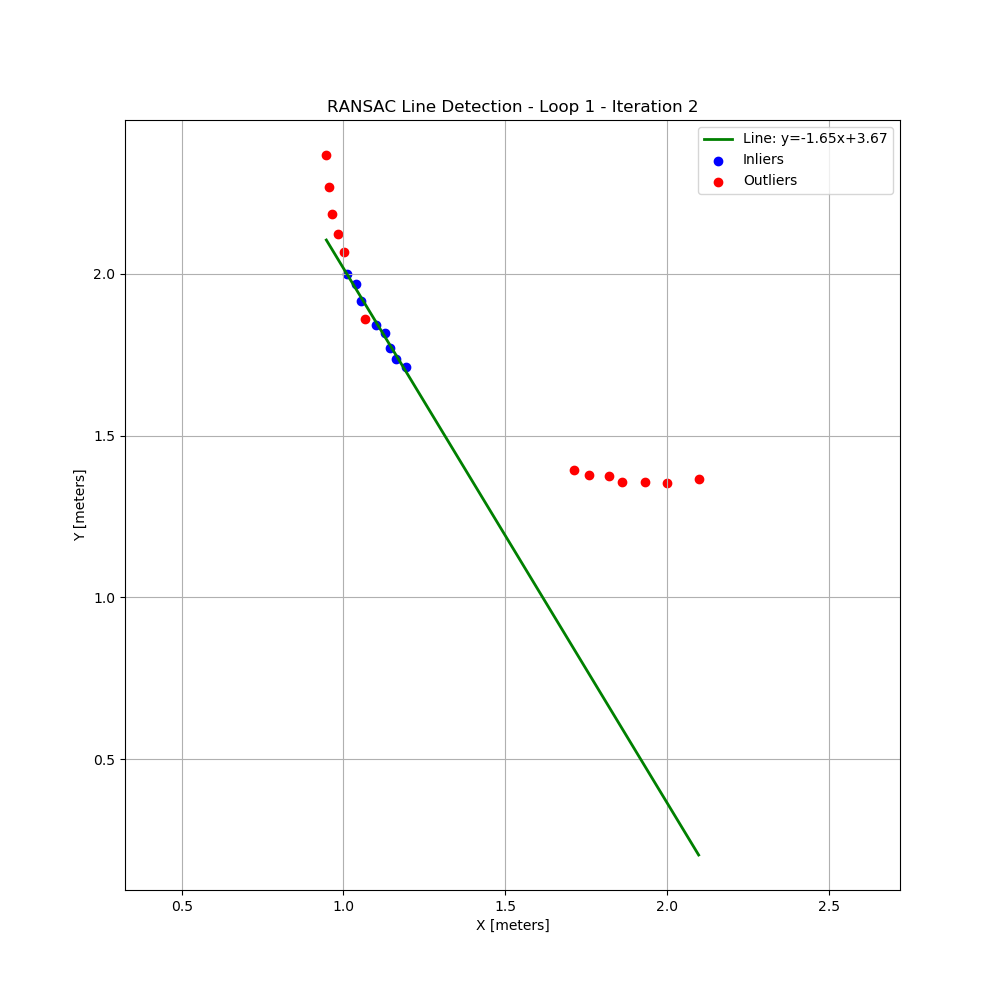 RANSAC Line Detection - Loop 1 - Iteration 2
Line: y=-1.65x+3.67
Inliers
Outliers
2.0
1.5
1.0
0.5
Y [meters]
0.5
1.0
1.5
2.0
2.5
X [meters]